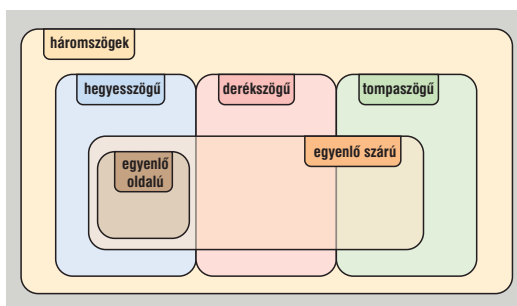 háromszögek
hegyesszögű
derékszögű
tompaszögű
egyenlő szárú
egyenlő
oldalú